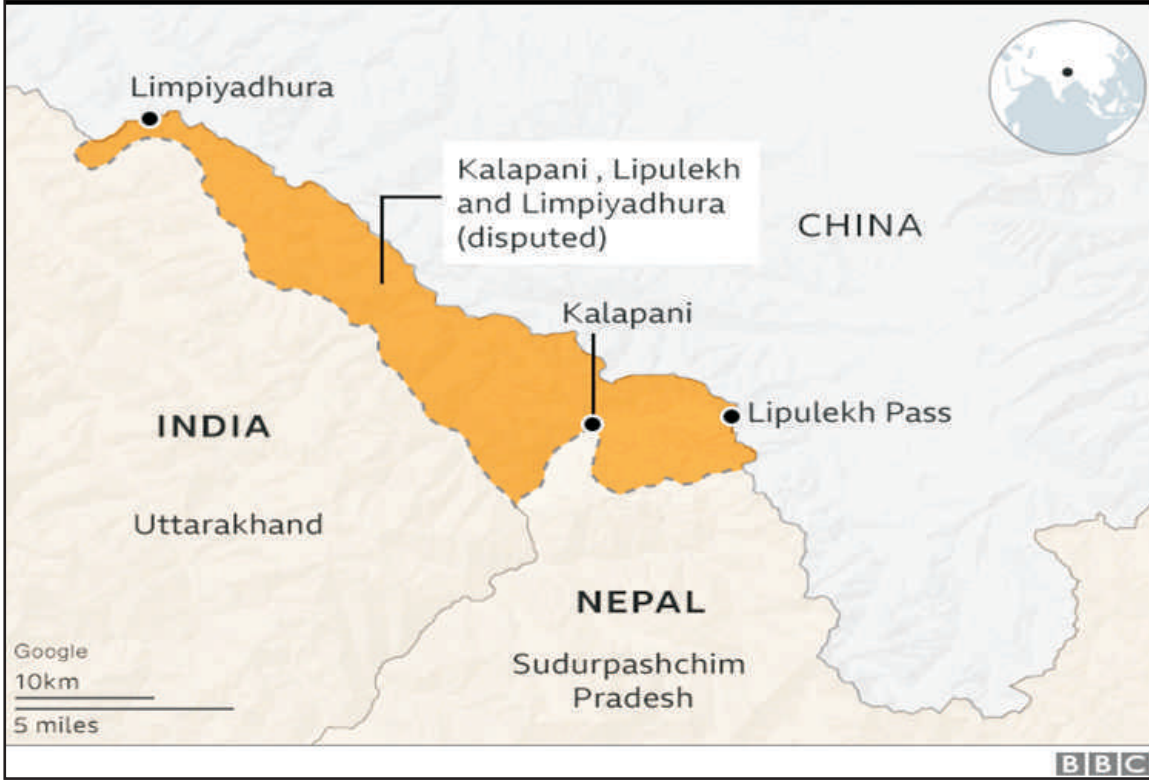 Limpiyadhura
Kalapani , Lipulekh
and Limpiyadhura
(disputed)
CHINA
Kalapani
Lipulekh Pass
INDIA
Uttarakhand
NEPAL
Sudurpashchim
Pradesh
Google
10km
5 miles
BBC